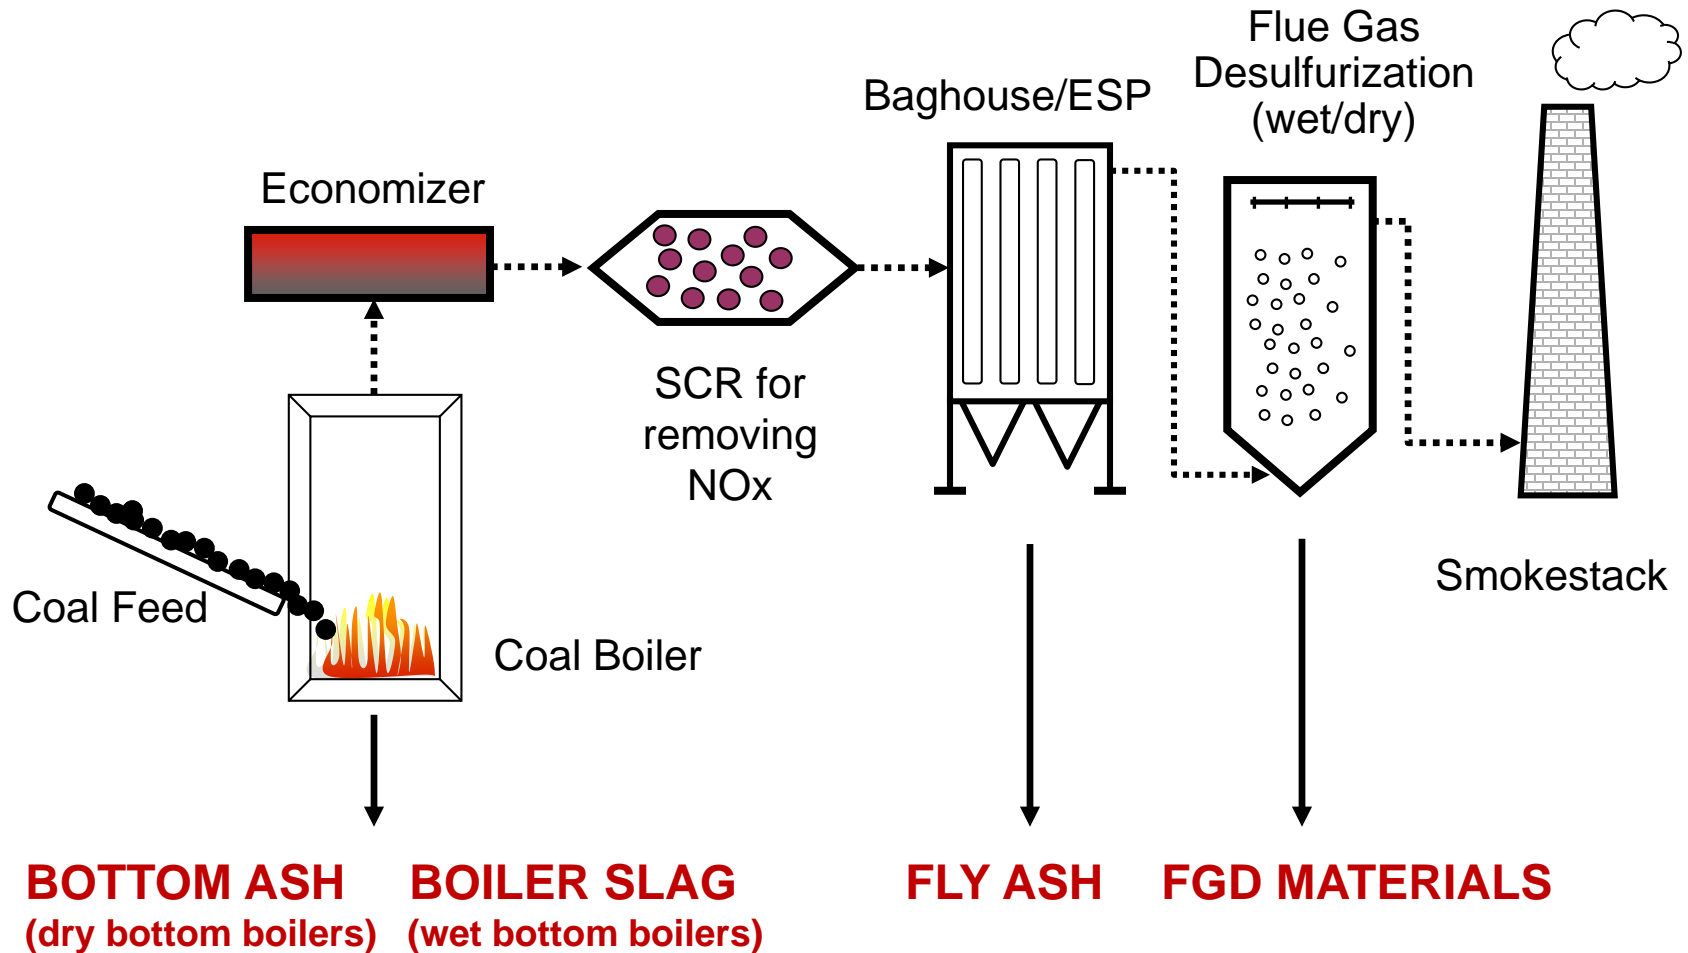 Flue Gas
Desulfurization
(wet/dry)
Baghouse/ESP
Economizer
SCR for
removing
NOx
Smokestack
Coal Feed
Coal Boiler
BOTTOM ASH
(dry bottom boilers)
BOILER SLAG
(wet bottom boilers)
FLY ASH
FGD MATERIALS